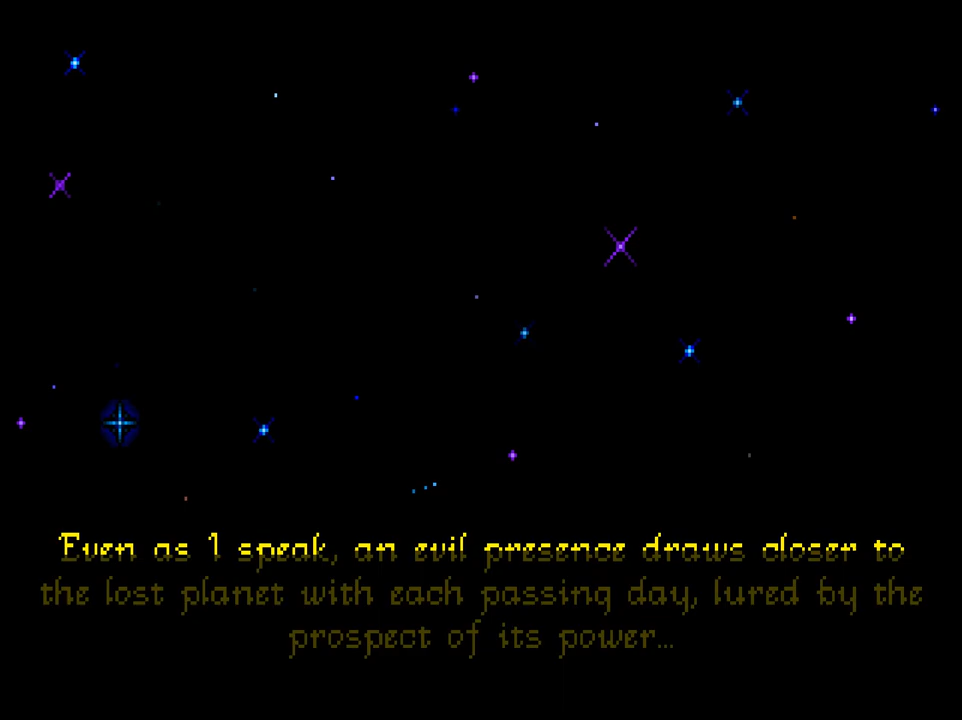 Even as I speak, an evil presence draws closer to
the lost planet with each passing day, lured by the
prospect of its power...